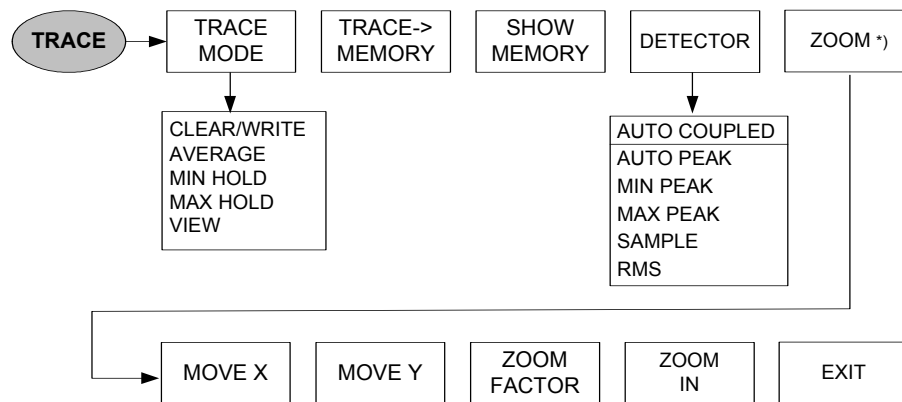 TRACE
TRACE
MODE
TRACE->
MEMORY
SHOW
MEMORY
DETECTOR
ZOOM *)
CLEAR/WRITE
AVERAGE
MIN HOLD
MAX HOLD
VIEW
AUTO COUPLED
AUTO PEAK
MIN PEAK
MAX PEAK
SAMPLE
RMS
MOVE X
MOVE Y
ZOOM
FACTOR
ZOOM
IN
EXIT